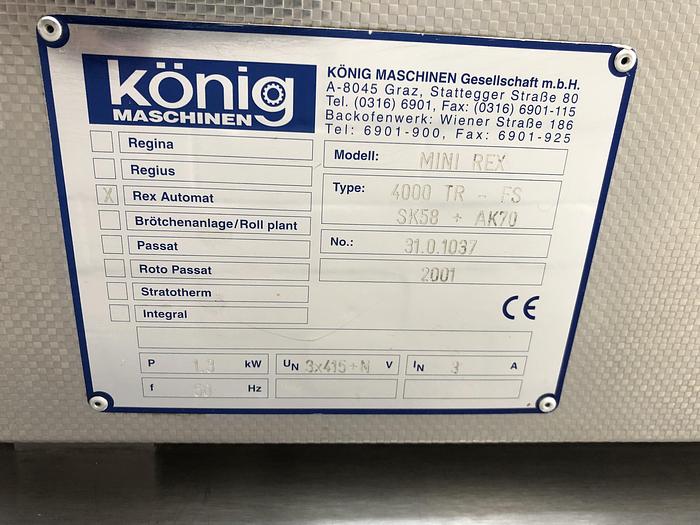 könig
MASCHINEN
KÖNIG MASCHINEN Gesellschaft m.b.H.
A-8045 Graz, Stattegger Straße 80
Tel. (0316) 6901, Fax: (0316) 6901-115
Backofenwerk: Wiener Straße 186
Tel: 6901-900, Fax: 6901-925
Regina
Regius
X Rex Automat
Brötchenanlage/Roll plant
Passat
Roto Passat
Stratotherm
Integral
Modell: MINI REX
Type: 4000 TR - FS
SK58 + AK70
No.: 31.0.1037
2001
CE
P 1,3 kW UN 3x415+N V IN 3 A
f 50 Hz